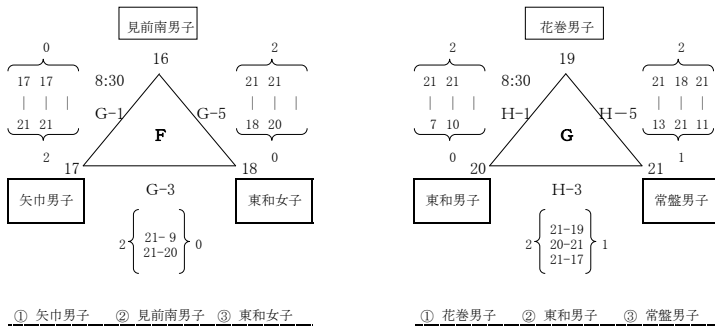 見前南男子
16
0
17 17
| | |
21 21
2
8:30
G-1
G-5
2
21 21
| | |
18 20
0
F
17
18
矢巾男子
G-3
東和女子
2 21- 9 0
21-20
① 矢巾男子 ② 見前南男子 ③ 東和女子
花巻男子
19
2
21 21
| | |
7 10
0
8:30
H-1
H－5
2
21 18 21
| | |
13 21 11
1
G
20
21
東和男子
H-3
常盤男子
21-19
2 20-21 1
21-17
① 花巻男子 ② 東和男子 ③ 常盤男子